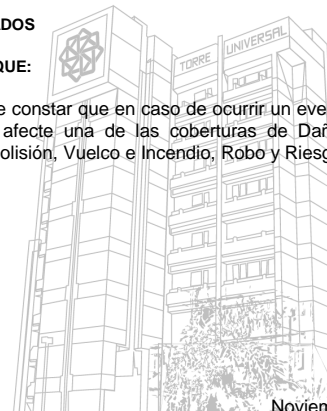 ADOS
QUE:
TORRE UNIVERSAL
e constar que en caso de ocurrir un eve
afecte una de las coberturas de Dañ
olisión, Vuelco e Incendio, Robo y Riesg
Noviem